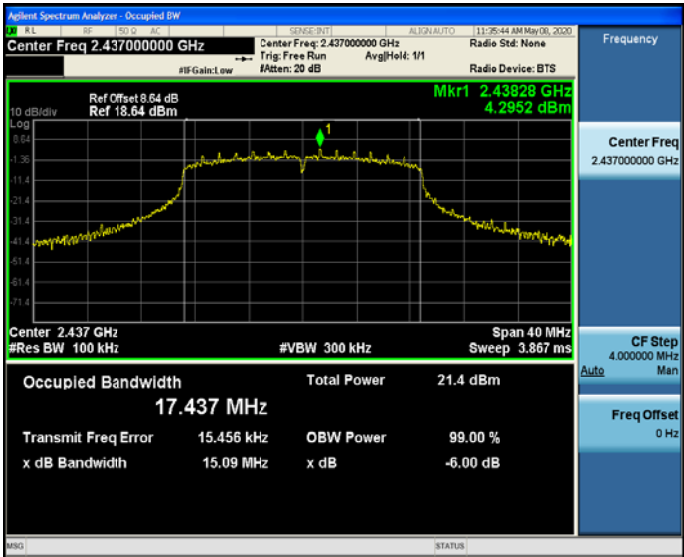 Agilent Spectrum Analyzer - Occupied BW
RL RF 50 Ω AC SENSE:INT ALIGN AUTO 11:35:44 AM May 08, 2020
Center Freq 2.437000000 GHz Center Freq: 2.437000000 GHz Radio Std: None Frequency
Trig: Free Run Avg|Hold: 1/1
#IFGain:Low #Atten: 20 dB Radio Device: BTS
Ref Offset 8.64 dB Mkr1 2.43828 GHz
10 dB/div Ref 18.64 dBm 4.2952 dBm
Log
8.64
1
-1.36
-11.4
-21.4
-31.4
-41.4
-51.4
-61.4
-71.4
Center Freq
2.437000000 GHz
Center 2.437 GHz Span 40 MHz
#Res BW 100 kHz #VBW 300 kHz Sweep 3.867 ms
CF Step
4.000000 MHz
Auto Man
Occupied Bandwidth Total Power 21.4 dBm
17.437 MHz
Freq Offset
0 Hz
Transmit Freq Error 15.456 kHz OBW Power 99.00 %
x dB Bandwidth 15.09 MHz x dB -6.00 dB
MSG STATUS